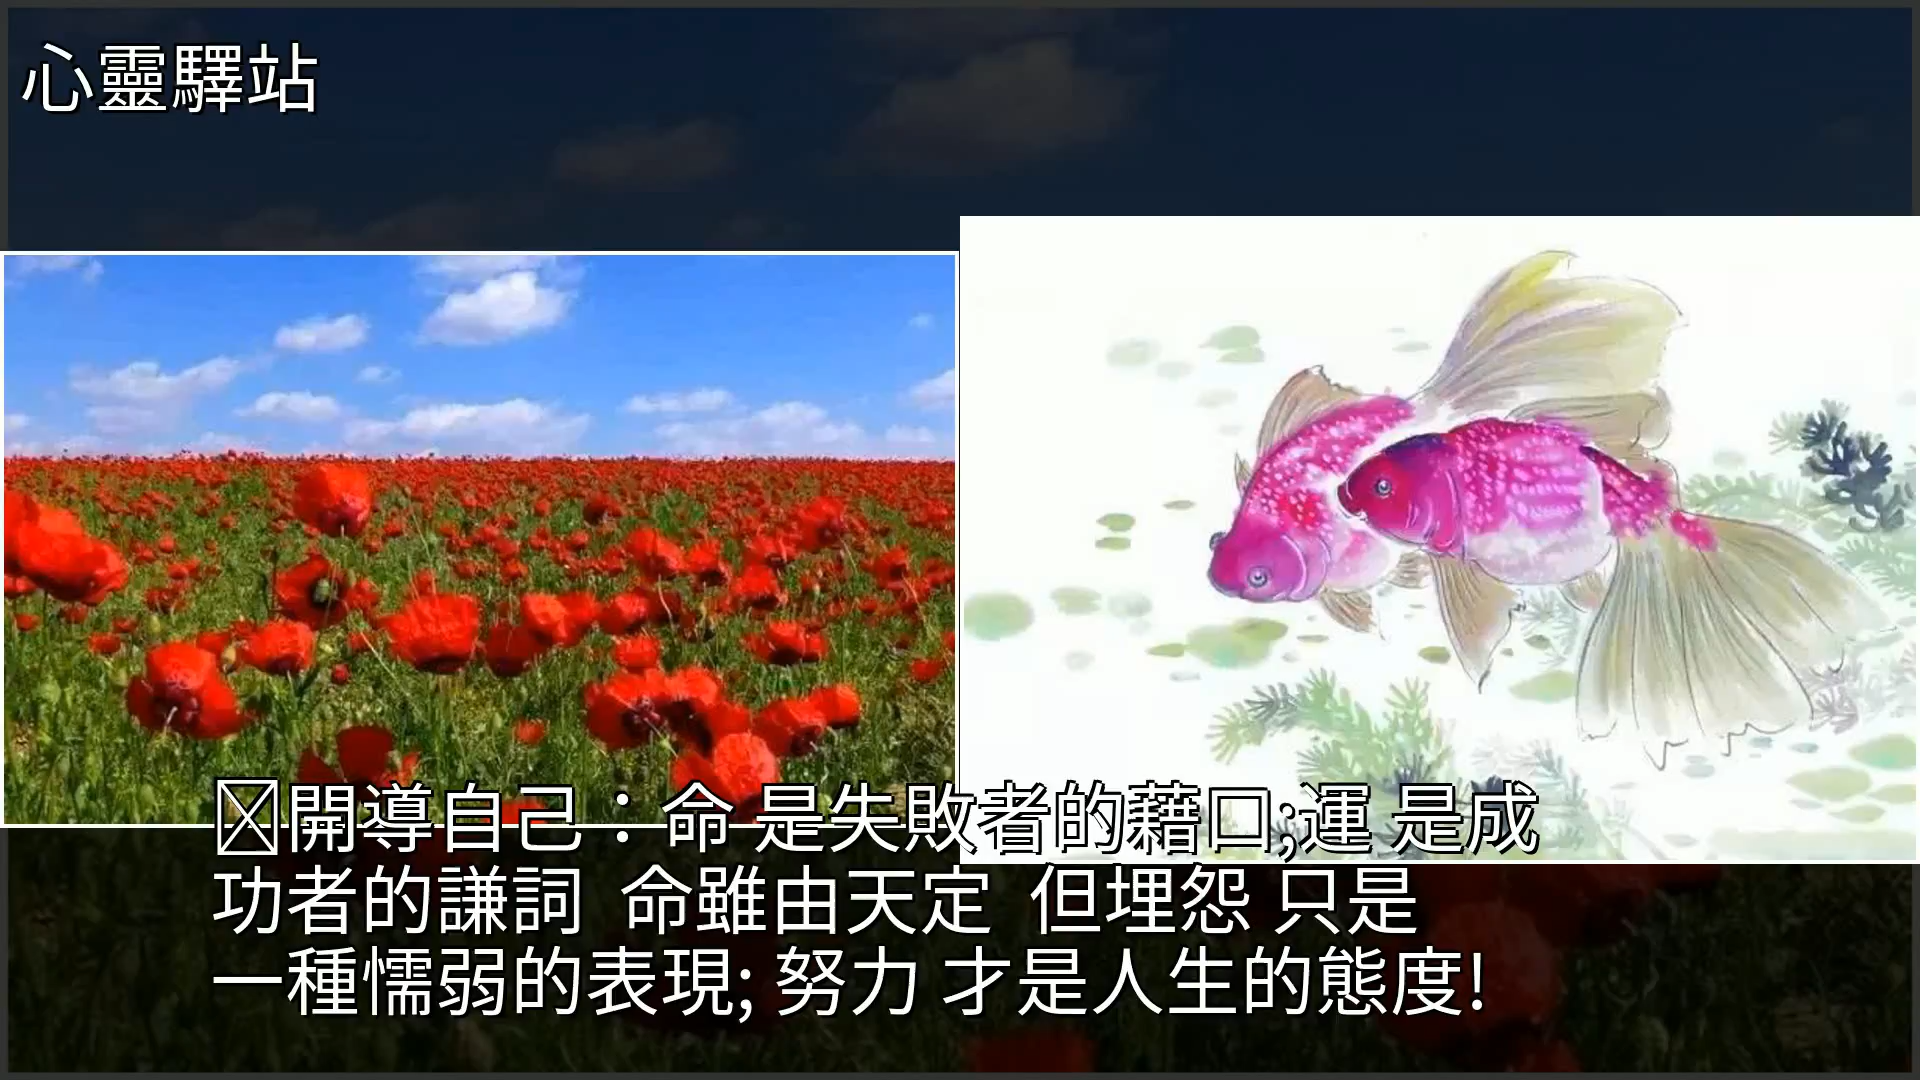 心靈驛站
開導自己：命 是失敗者的藉口;運 是成
功者的謙詞 命雖由天定 但埋怨 只是
一種懦弱的表現; 努力 才是人生的態度!